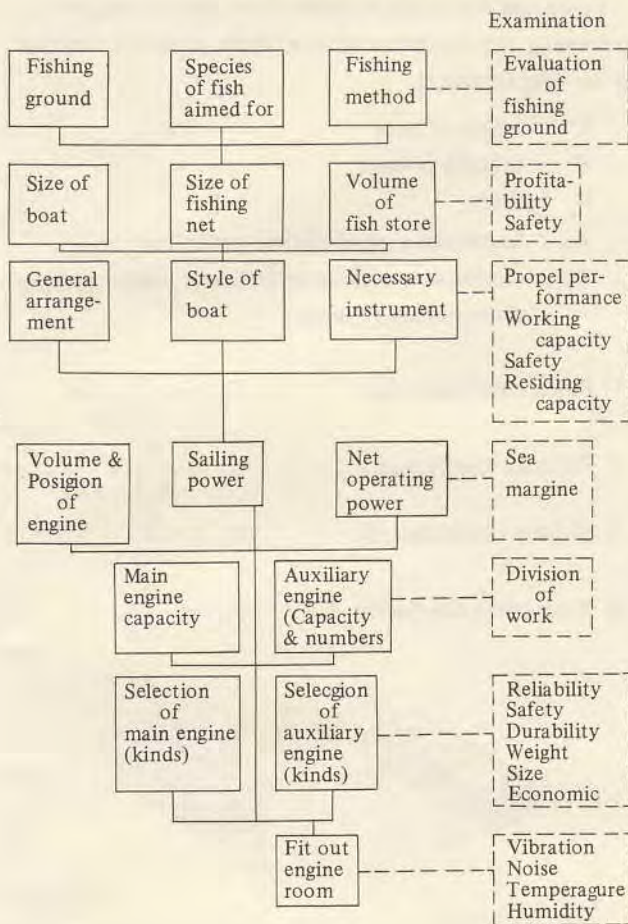 Examination
Fishing
ground
Species
of fish
aimed for
Fishing
method
Evaluation
of
fishing
ground
Size of
boat
Size of
fishing
net
Volume
of
fish store
Profita-
bility
Safety
General
arrange-
ment
Style of
boat
Necessary
instrument
Propel per-
formance
Working
capacity
Safety
Residing
capacity
Volume &
Posigion
of
engine
Sailing
power
Net
operating
power
Sea
margine
Main
engine
capacity
Auxiliary
engine
(Capacity
& numbers
Division
of
work
Selection
of
main engine
(kinds)
Selecgion
of
auxiliary
engine
(kinds)
Reliability
Safety
Durability
Weight
Size
Economic
Fit out
engine
room
Vibration
Noise
Temperagure
Humidity